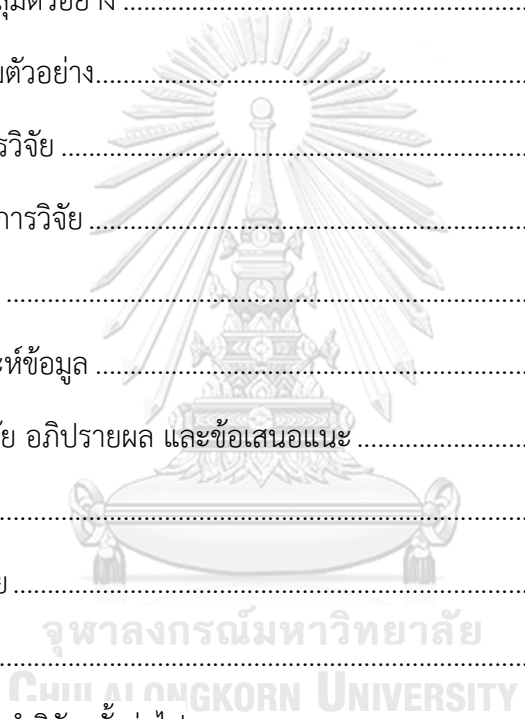 ลุ่มตัวอย่าง ................................................................
มตัวอย่าง................................................................
รวิจัย ................................................................
การวิจัย ................................................................
................................................................
ะห์ข้อมูล ................................................................
ัย อภิปรายผล และข้อเสนอแนะ ........................
................................................................
ย ................................................................
จุฬาลงกรณ์มหาวิทยาลัย
................................................................
CHULALONGKORN UNIVERSITY